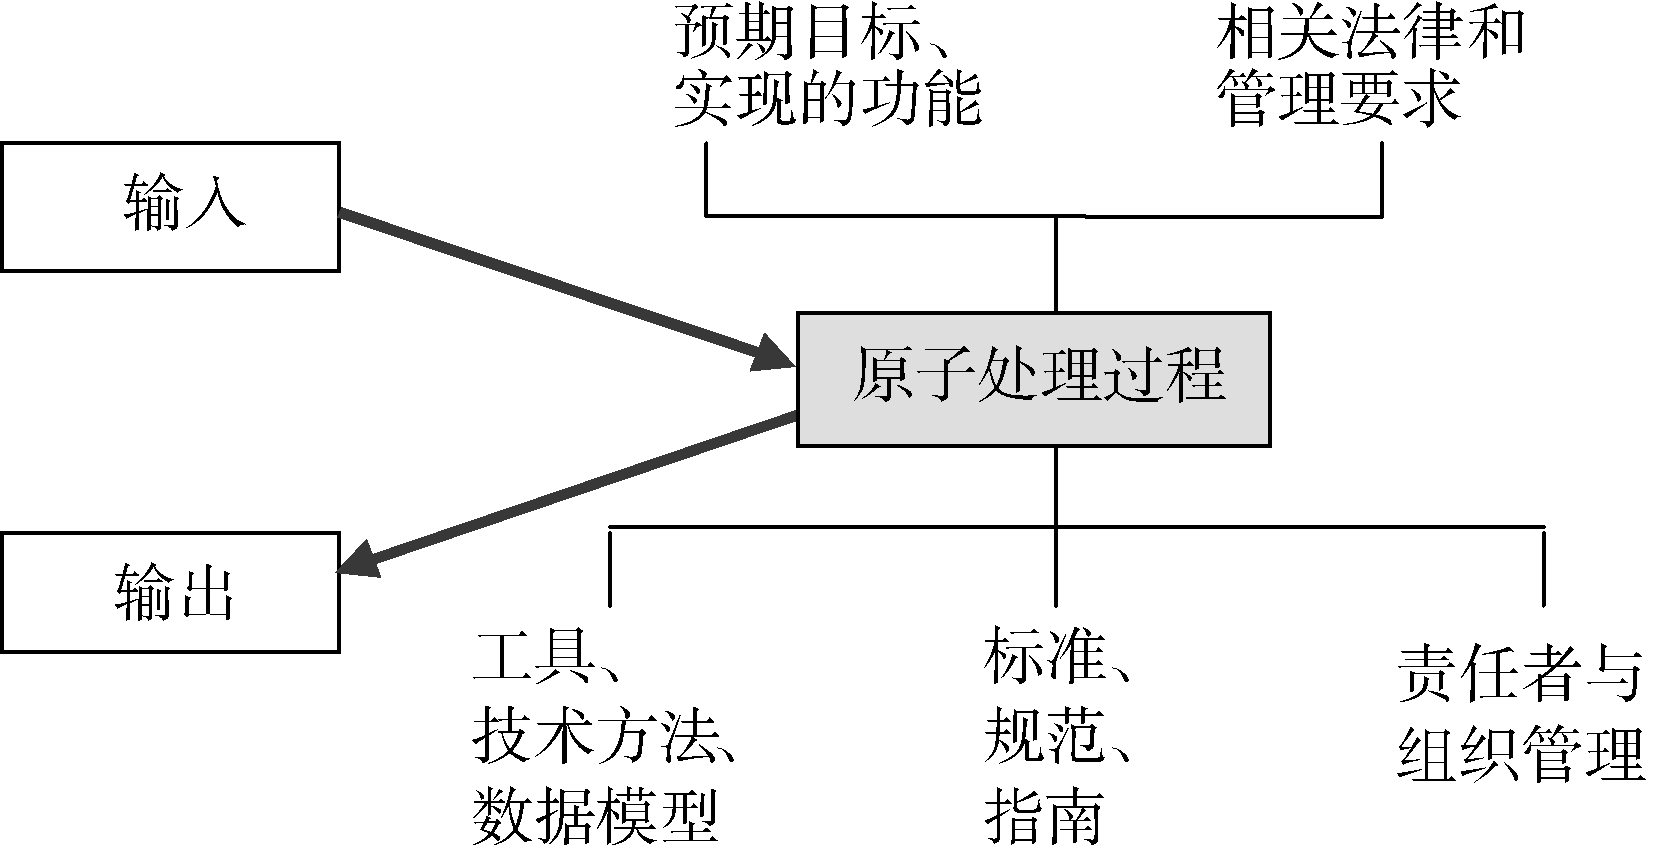 预期目标、
实现的功能
相关法律和
管理要求
输入
原子处理过程
输出
工具、
技术方法、
数据模型
标准、
规范、
指南
责任者与
组织管理